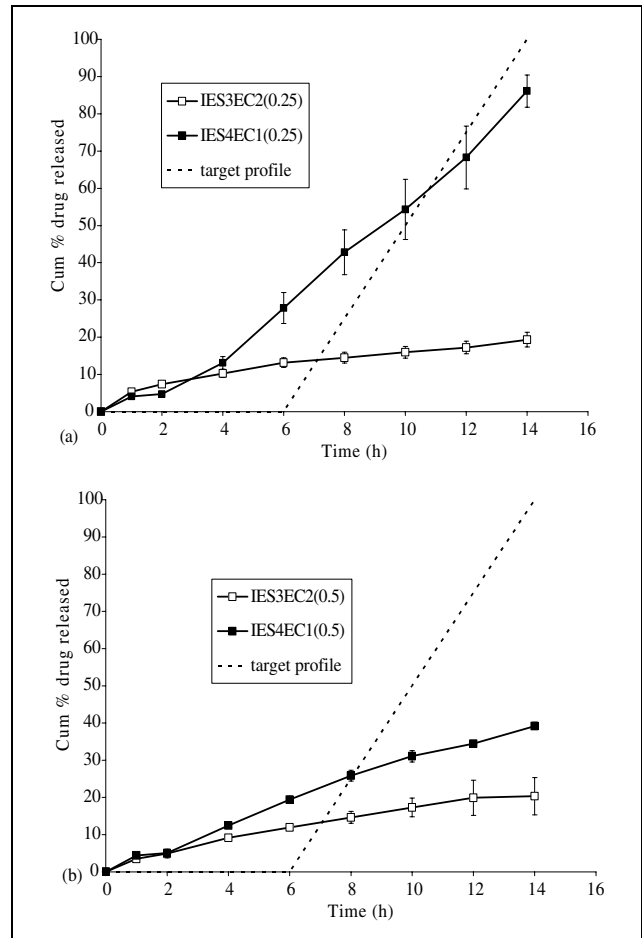 100
90
80
70
60
50
40
30
20
10
0
Cum % drug released
IES3EC2(0.25)
IES4EC1(0.25)
target profile
0 2 4 6 8 10 12 14 16
Time (h)
(a)
100
90
80
70
60
50
40
30
20
10
0
Cum % drug released
IES3EC2(0.5)
IES4EC1(0.5)
target profile
0 2 4 6 8 10 12 14 16
Time (h)
(b)